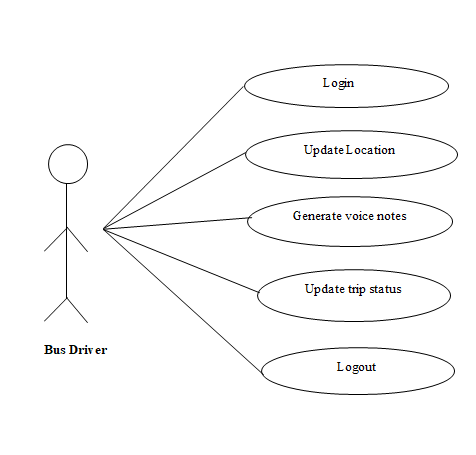 Login
Update Location
Generate voice notes
Update trip status
Bus Driver
Logout